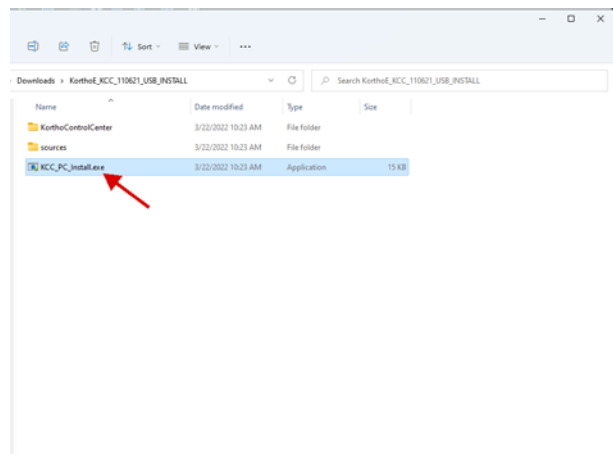 Sort
View
Downloads > KorthoE_KCC_110621_USB_INSTALL
Search KorthoE_KCC_110621_USB_INSTALL
Name Date modified Type Size
KorthoControlCenter 3/22/2022 10:23 AM File folder
sources 3/22/2022 10:23 AM File folder
KCC_PC_Install.exe 3/22/2022 10:23 AM Application 15 KB